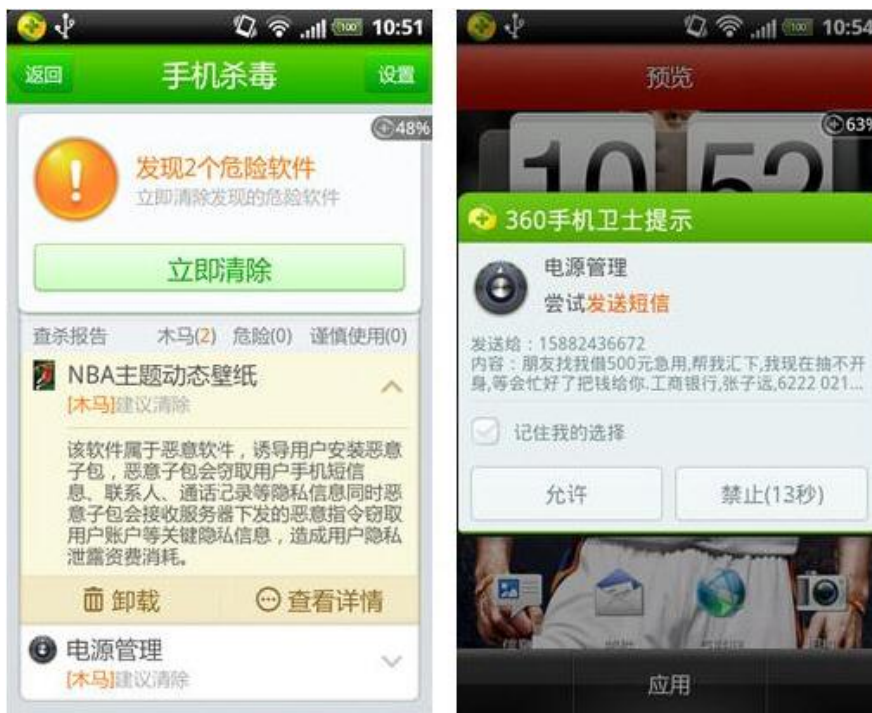 10:51
返回
手机杀毒
设置
48%
发现2个危险软件
立即清除发现的危险软件
立即清除
查杀报告 木马(2) 危险(0) 谨慎使用(0)
NBA主题动态壁纸
[木马]建议清除
该软件属于恶意软件，诱导用户安装恶意
子包，恶意子包会窃取用户手机短信
息、联系人、通话记录等隐私信息同时恶
意子包会接收服务器下发的恶意指令窃取
用户账户等关键隐私信息，造成用户隐私
泄露资费消耗。
卸载 查看详情
电源管理
[木马]建议清除
10:54
预览
63%
10 52
360手机卫士提示
电源管理
尝试发送短信
发送给：15882436672
内容：朋友找我借500元急用,帮我汇下,我现在抽不开
身,等会忙好了把钱给你.工商银行,张子远,6222 021...
记住我的选择
允许 禁止(13秒)
应用